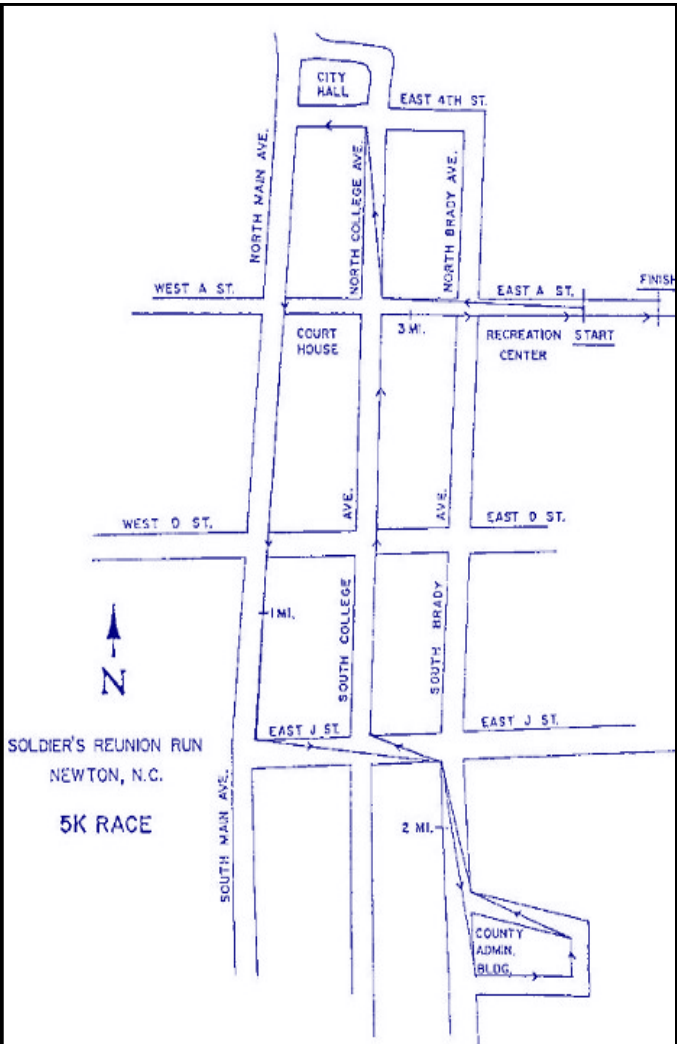 CITY
HALL
EAST 4TH ST.
NORTH MAIN AVE.
NORTH COLLEGE AVE.
NORTH BRADY AVE.
WEST A ST.
EAST A ST.
FINISH
COURT
HOUSE
3 MI.
RECREATION
CENTER
START
AVE.
AVE.
WEST D ST.
EAST D ST.
1 MI.
SOUTH COLLEGE
SOUTH BRADY
N
EAST J ST.
EAST J ST.
SOLDIER'S REUNION RUN
NEWTON, N.C.
5K RACE
SOUTH MAIN AVE.
2 MI.
COUNTY
ADMIN.
BLDG.